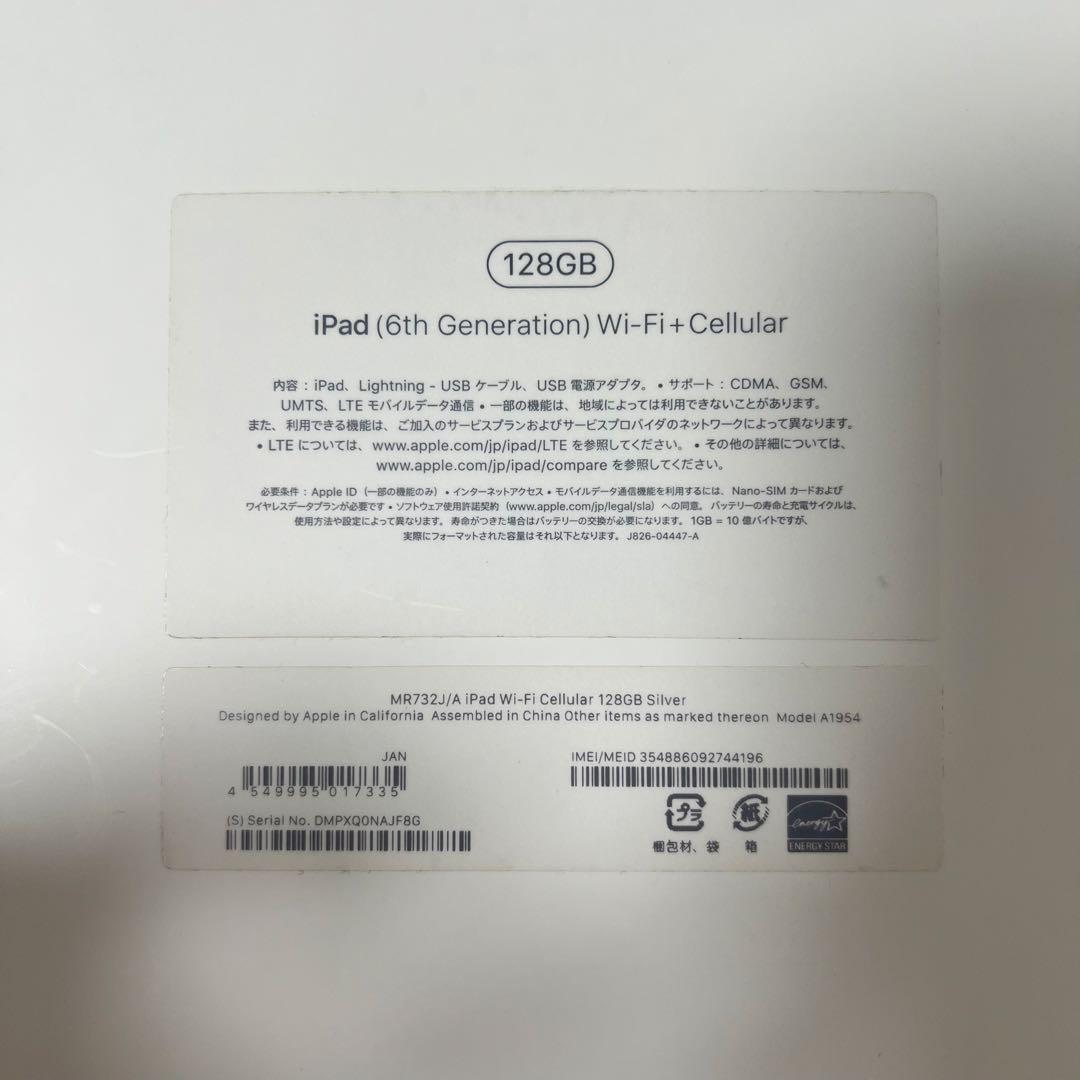 128GB
iPad (6th Generation) Wi-Fi + Cellular
内容：iPad、Lightning - USB ケーブル、USB 電源アダプタ。 • サポート：CDMA、GSM、
UMTS、LTE モバイルデータ通信 • 一部の機能は、地域によっては利用できないことがあります。
また、利用できる機能は、ご加入のサービスプランおよびサービスプロバイダのネットワークによって異なります。
• LTE については、www.apple.com/jp/ipad/LTE を参照してください。 • その他の詳細については、
www.apple.com/jp/ipad/compare を参照してください。
必要条件：Apple ID（一部の機能のみ） • インターネットアクセス • モバイルデータ通信機能を利用するには、Nano-SIM カードおよび
ワイヤレスデータプランが必要です • ソフトウェア使用許諾契約（www.apple.com/jp/legal/sla）への同意。バッテリーの寿命と充電サイクルは、
使用方法や設定によって異なります。寿命がつきた場合はバッテリーの交換が必要になります。1GB = 10 億バイトですが、
実際にフォーマットされた容量はそれ以下となります。J826-04447-A
MR732J/A iPad Wi-Fi Cellular 128GB Silver
Designed by Apple in California Assembled in China Other items as marked thereon Model A1954
JAN
4 549995 017335
IMEI/MEID 354886092744196
(S) Serial No. DMPXQ0NAJF8G
プラ
紙
energy
ENERGY STAR
梱包材、袋
箱